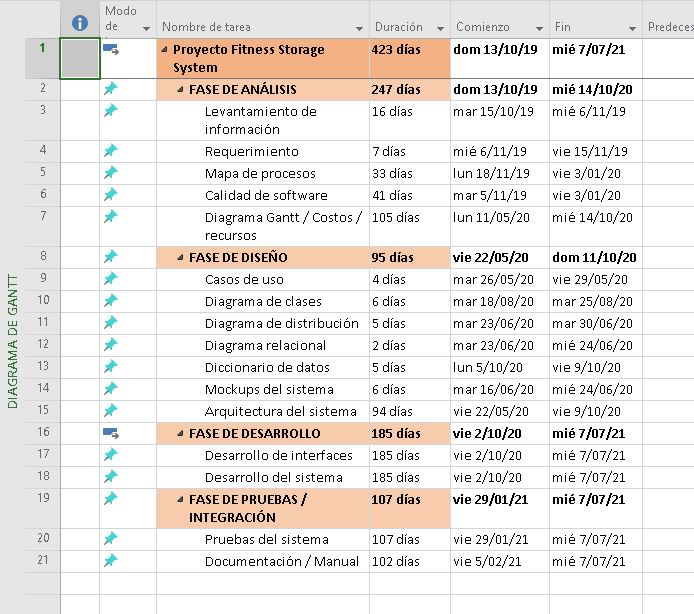 Modo de Nombre de tarea Duración Comienzo Fin Predeces
1 Proyecto Fitness Storage System 423 días dom 13/10/19 mié 7/07/21
2 FASE DE ANÁLISIS 247 días dom 13/10/19 mié 14/10/20
3 Levantamiento de información 16 días mar 15/10/19 mié 6/11/19
4 Requerimiento 7 días mié 6/11/19 vie 15/11/19
5 Mapa de procesos 33 días lun 18/11/19 vie 3/01/20
6 Calidad de software 41 días mar 5/11/19 vie 3/01/20
7 Diagrama Gantt / Costos / recursos 105 días lun 11/05/20 mié 14/10/20
8 FASE DE DISEÑO 95 días vie 22/05/20 dom 11/10/20
9 Casos de uso 4 días mar 26/05/20 vie 29/05/20
10 Diagrama de clases 6 días mar 18/08/20 mar 25/08/20
11 Diagrama de distribución 5 días mar 23/06/20 mar 30/06/20
12 Diagrama relacional 2 días mar 23/06/20 mié 24/06/20
13 Diccionario de datos 5 días lun 5/10/20 vie 9/10/20
14 Mockups del sistema 6 días mar 16/06/20 mié 24/06/20
15 Arquitectura del sistema 94 días vie 22/05/20 vie 9/10/20
16 FASE DE DESARROLLO 185 días vie 2/10/20 mié 7/07/21
17 Desarrollo de interfaces 185 días vie 2/10/20 mié 7/07/21
18 Desarrollo del sistema 185 días vie 2/10/20 mié 7/07/21
19 FASE DE PRUEBAS / INTEGRACIÓN 107 días vie 29/01/21 mié 7/07/21
20 Pruebas del sistema 107 días vie 29/01/21 mié 7/07/21
21 Documentación / Manual 102 días vie 5/02/21 mié 7/07/21
DIAGRAMA DE GANTT